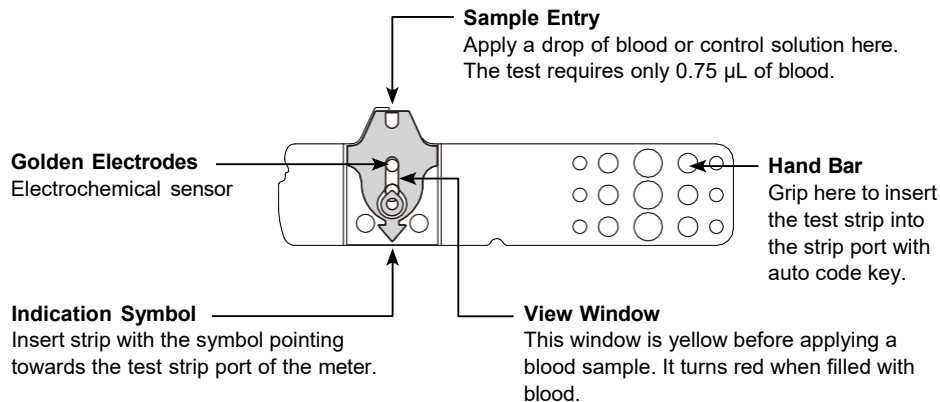 Sample Entry
Apply a drop of blood or control solution here.
The test requires only 0.75 µL of blood.
Golden Electrodes
Electrochemical sensor
Hand Bar
Grip here to insert
the test strip into
the strip port with
auto code key.
Indication Symbol
Insert strip with the symbol pointing
towards the test strip port of the meter.
View Window
This window is yellow before applying a
blood sample. It turns red when filled with
blood.